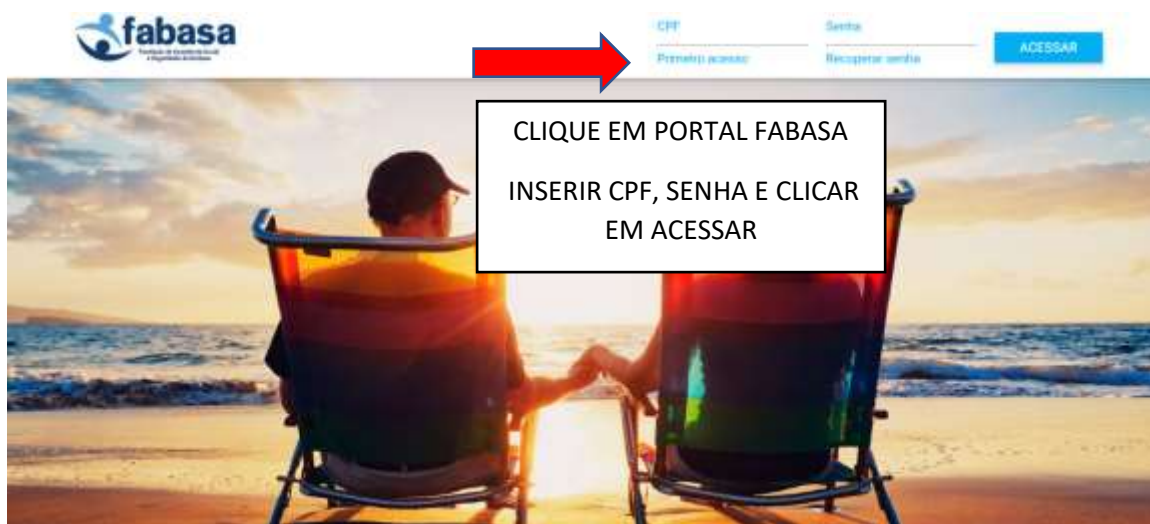 fabasa
CPF
Senha
Primeiro acesso
Recuperar senha
ACESSAR
CLIQUE EM PORTAL FABASA
INSERIR CPF, SENHA E CLICAR
EM ACESSAR